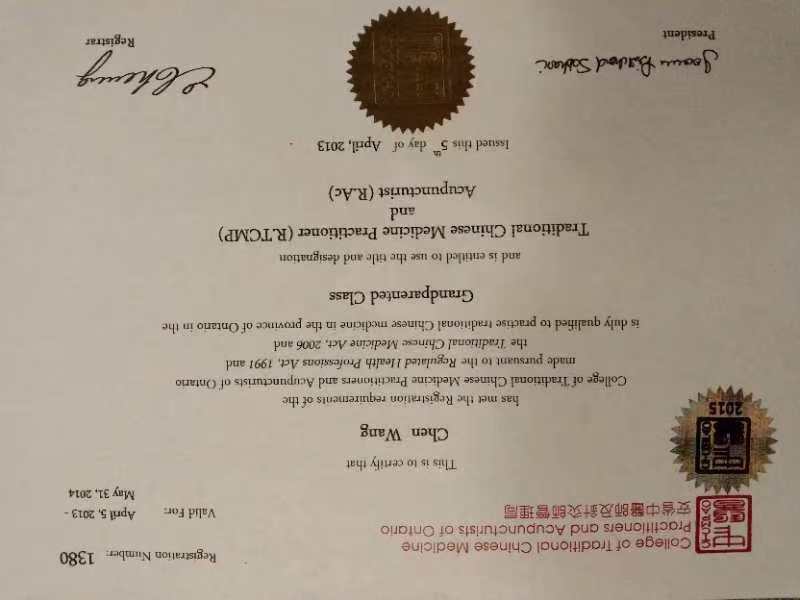 College of Traditional Chinese Medicine
Practitioners and Acupuncturists of Ontario
安省中醫師及針灸師管理局
Registration Number: 1380
Valid For: April 5, 2013 -
May 31, 2014
2015
This is to certify that
Chen Wang
has met the Registration requirements of the
College of Traditional Chinese Medicine Practitioners and Acupuncturists of Ontario
made pursuant to the Regulated Health Professions Act, 1991 and
the Traditional Chinese Medicine Act, 2006 and
is duly qualified to practise traditional Chinese medicine in the province of Ontario in the
Grandparented Class
and is entitled to use the title and designation
Traditional Chinese Medicine Practitioner (R.TCMP)
and
Acupuncturist (R.Ac)
Issued this 5th day of April, 2013
President
Registrar